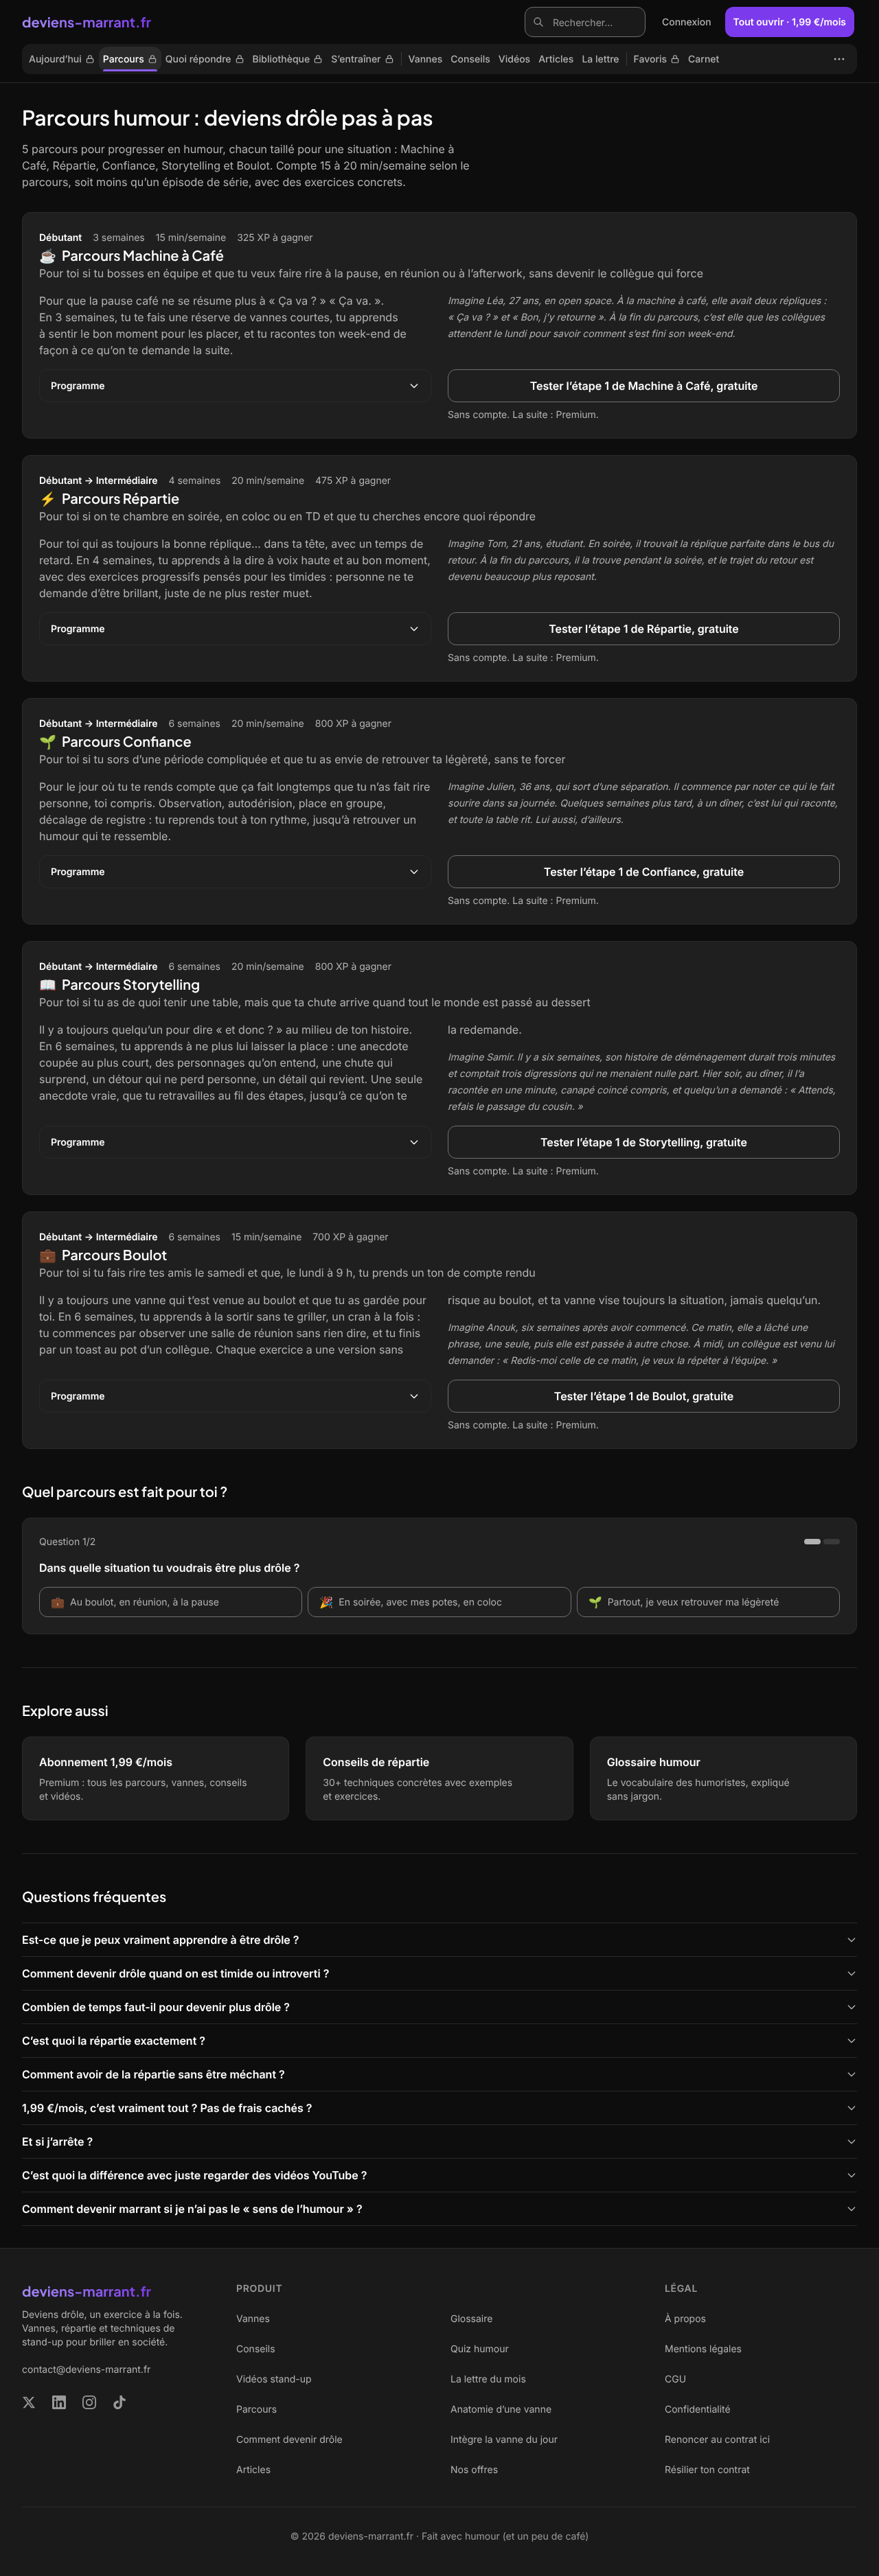 deviens-marrant.fr
Rechercher...
Connexion
Tout ouvrir · 1,99 €/mois
Aujourd’hui
Parcours
Quoi répondre
Bibliothèque
S’entraîner
Vannes
Conseils
Vidéos
Articles
La lettre
Favoris
Carnet
Parcours humour : deviens drôle pas à pas
5 parcours pour progresser en humour, chacun taillé pour une situation : Machine à
Café, Répartie, Confiance, Storytelling et Boulot. Compte 15 à 20 min/semaine selon le
parcours, soit moins qu’un épisode de série, avec des exercices concrets.
Débutant 3 semaines 15 min/semaine 325 XP à gagner
☕ Parcours Machine à Café
Pour toi si tu bosses en équipe et que tu veux faire rire à la pause, en réunion ou à l’afterwork, sans devenir le collègue qui force
Pour que la pause café ne se résume plus à « Ça va ? » « Ça va. ».
En 3 semaines, tu te fais une réserve de vannes courtes, tu apprends
à sentir le bon moment pour les placer, et tu racontes ton week-end de
façon à ce qu’on te demande la suite.
Imagine Léa, 27 ans, en open space. À la machine à café, elle avait deux répliques :
« Ça va ? » et « Bon, j’y retourne ». À la fin du parcours, c’est elle que les collègues
attendent le lundi pour savoir comment s’est fini son week-end.
Programme
Tester l’étape 1 de Machine à Café, gratuite
Sans compte. La suite : Premium.
Débutant → Intermédiaire 4 semaines 20 min/semaine 475 XP à gagner
⚡ Parcours Répartie
Pour toi si on te chambre en soirée, en coloc ou en TD et que tu cherches encore quoi répondre
Pour toi qui as toujours la bonne réplique… dans ta tête, avec un temps de
retard. En 4 semaines, tu apprends à la dire à voix haute et au bon moment,
avec des exercices progressifs pensés pour les timides : personne ne te
demande d’être brillant, juste de ne plus rester muet.
Imagine Tom, 21 ans, étudiant. En soirée, il trouvait la réplique parfaite dans le bus du
retour. À la fin du parcours, il la trouve pendant la soirée, et le trajet du retour est
devenu beaucoup plus reposant.
Programme
Tester l’étape 1 de Répartie, gratuite
Sans compte. La suite : Premium.
Débutant → Intermédiaire 6 semaines 20 min/semaine 800 XP à gagner
🌱 Parcours Confiance
Pour toi si tu sors d’une période compliquée et que tu as envie de retrouver ta légèreté, sans te forcer
Pour le jour où tu te rends compte que ça fait longtemps que tu n’as fait rire
personne, toi compris. Observation, autodérision, place en groupe,
décalage de registre : tu reprends tout à ton rythme, jusqu’à retrouver un
humour qui te ressemble.
Imagine Julien, 36 ans, qui sort d’une séparation. Il commence par noter ce qui le fait
sourire dans sa journée. Quelques semaines plus tard, à un dîner, c’est lui qui raconte,
et toute la table rit. Lui aussi, d’ailleurs.
Programme
Tester l’étape 1 de Confiance, gratuite
Sans compte. La suite : Premium.
Débutant → Intermédiaire 6 semaines 20 min/semaine 800 XP à gagner
📖 Parcours Storytelling
Pour toi si tu as de quoi tenir une table, mais que ta chute arrive quand tout le monde est passé au dessert
Il y a toujours quelqu’un pour dire « et donc ? » au milieu de ton histoire.
En 6 semaines, tu apprends à ne plus lui laisser la place : une anecdote
coupée au plus court, des personnages qu’on entend, une chute qui
surprend, un détour qui ne perd personne, un détail qui revient. Une seule
anecdote vraie, que tu retravailles au fil des étapes, jusqu’à ce qu’on te
la redemande.
Imagine Samir. Il y a six semaines, son histoire de déménagement durait trois minutes
et comptait trois digressions qui ne menaient nulle part. Hier soir, au dîner, il l’a
racontée en une minute, canapé coincé compris, et quelqu’un a demandé : « Attends,
refais le passage du cousin. »
Programme
Tester l’étape 1 de Storytelling, gratuite
Sans compte. La suite : Premium.
Débutant → Intermédiaire 6 semaines 15 min/semaine 700 XP à gagner
💼 Parcours Boulot
Pour toi si tu fais rire tes amis le samedi et que, le lundi à 9 h, tu prends un ton de compte rendu
Il y a toujours une vanne qui t’est venue au boulot et que tu as gardée pour
toi. En 6 semaines, tu apprends à la sortir sans te griller, un cran à la fois :
tu commences par observer une salle de réunion sans rien dire, et tu finis
par un toast au pot d’un collègue. Chaque exercice a une version sans
risque au boulot, et ta vanne vise toujours la situation, jamais quelqu’un.
Imagine Anouk, six semaines après avoir commencé. Ce matin, elle a lâché une
phrase, une seule, puis elle est passée à autre chose. À midi, un collègue est venu lui
demander : « Redis-moi celle de ce matin, je veux la répéter à l’équipe. »
Programme
Tester l’étape 1 de Boulot, gratuite
Sans compte. La suite : Premium.
Quel parcours est fait pour toi ?
Question 1/2
Dans quelle situation tu voudrais être plus drôle ?
💼 Au boulot, en réunion, à la pause
🎉 En soirée, avec mes potes, en coloc
🌱 Partout, je veux retrouver ma légèreté
Explore aussi
Abonnement 1,99 €/mois
Premium : tous les parcours, vannes, conseils
et vidéos.
Conseils de répartie
30+ techniques concrètes avec exemples
et exercices.
Glossaire humour
Le vocabulaire des humoristes, expliqué
sans jargon.
Questions fréquentes
Est-ce que je peux vraiment apprendre à être drôle ?
Comment devenir drôle quand on est timide ou introverti ?
Combien de temps faut-il pour devenir plus drôle ?
C’est quoi la répartie exactement ?
Comment avoir de la répartie sans être méchant ?
1,99 €/mois, c’est vraiment tout ? Pas de frais cachés ?
Et si j’arrête ?
C’est quoi la différence avec juste regarder des vidéos YouTube ?
Comment devenir marrant si je n’ai pas le « sens de l’humour » ?
deviens-marrant.fr
Deviens drôle, un exercice à la fois.
Vannes, répartie et techniques de
stand-up pour briller en société.
contact@deviens-marrant.fr
PRODUIT
Vannes
Conseils
Vidéos stand-up
Parcours
Comment devenir drôle
Articles
Glossaire
Quiz humour
La lettre du mois
Anatomie d’une vanne
Intègre la vanne du jour
Nos offres
LÉGAL
À propos
Mentions légales
CGU
Confidentialité
Renoncer au contrat ici
Résilier ton contrat
© 2026 deviens-marrant.fr · Fait avec humour (et un peu de café)